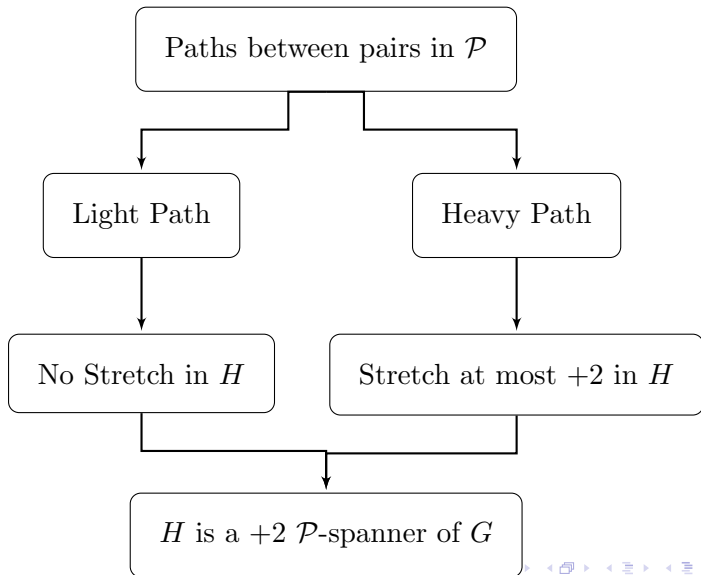 Paths between pairs in 𝒫
Light Path
Heavy Path
No Stretch in H
Stretch at most +2 in H
H is a +2 𝒫-spanner of G